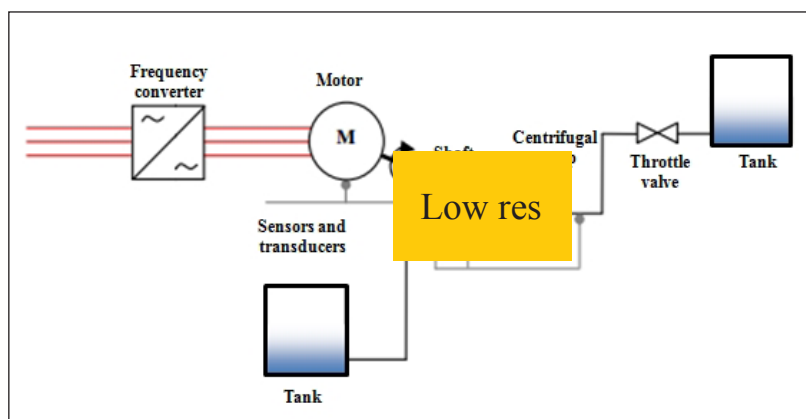 Frequency
converter
Motor
M
Centrifugal
Throttle
valve
Tank
Low res
Sensors and
transducers
Tank